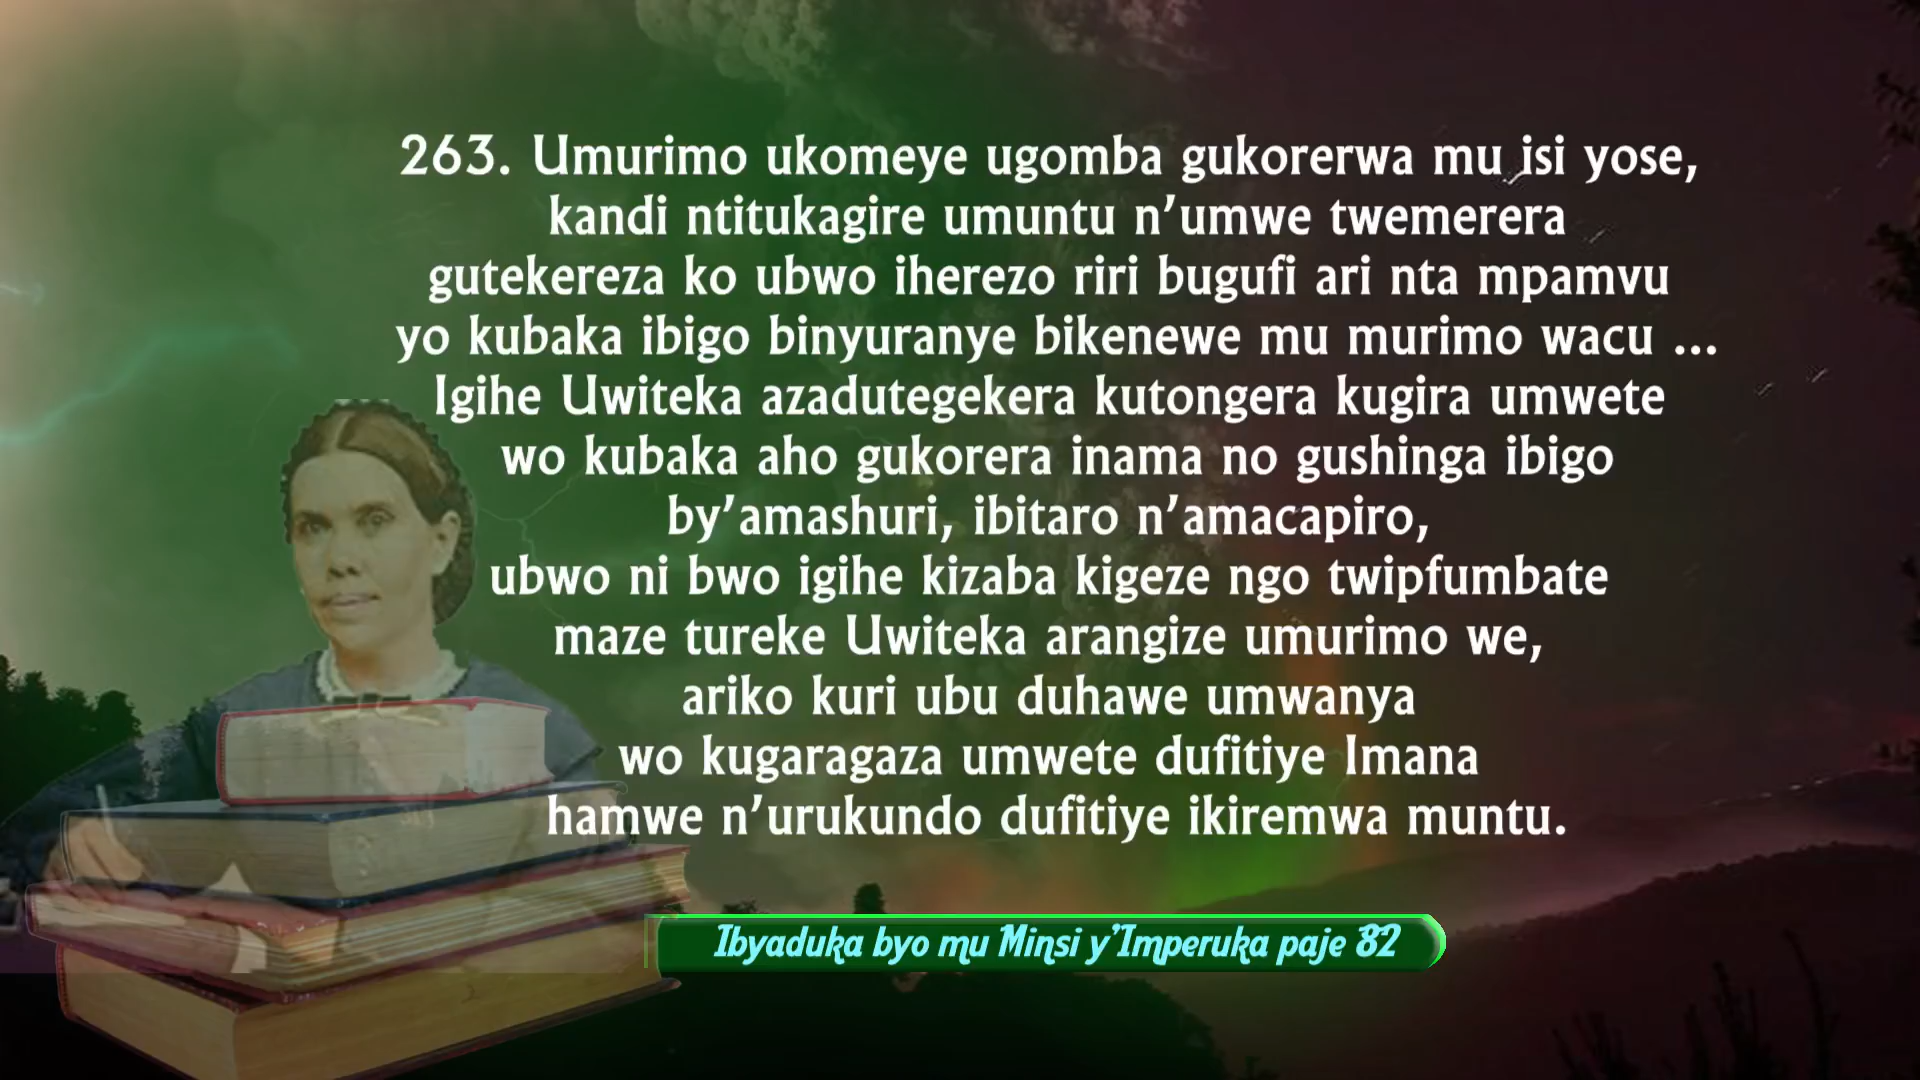 263. Umurimo ukomeye ugomba gukorerwa mu isi yose,
kandi ntitukagire umuntu n’umwe twemerera
gutekereza ko ubwo iherezo riri bugufi ari nta mpamvu
yo kubaka ibigo binyuranye bikenewe mu murimo wacu ...
Igihe Uwiteka azadutegekera kutongera kugira umwete
wo kubaka aho gukorera inama no gushinga ibigo
by’amashuri, ibitaro n’amacapiro,
ubwo ni bwo igihe kizaba kigeze ngo twipfumbate
maze tureke Uwiteka arangize umurimo we,
ariko kuri ubu duhawe umwanya
wo kugaragaza umwete dufitiye Imana
hamwe n’urukundo dufitiye ikiremwa muntu.
Ibyaduka byo mu Minsi y’Imperuka paje 82